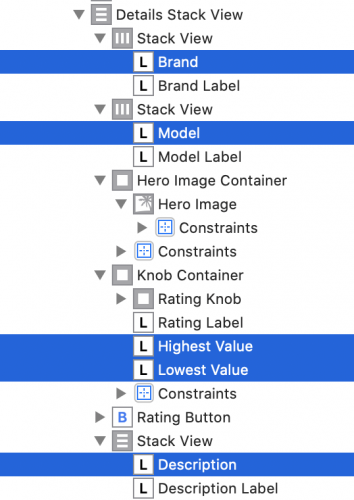 Details Stack View
Stack View
L Brand
L Brand Label
Stack View
L Model
L Model Label
Hero Image Container
Hero Image
Constraints
Constraints
Knob Container
Rating Knob
L Rating Label
L Highest Value
L Lowest Value
Constraints
B Rating Button
Stack View
L Description
L Description Label